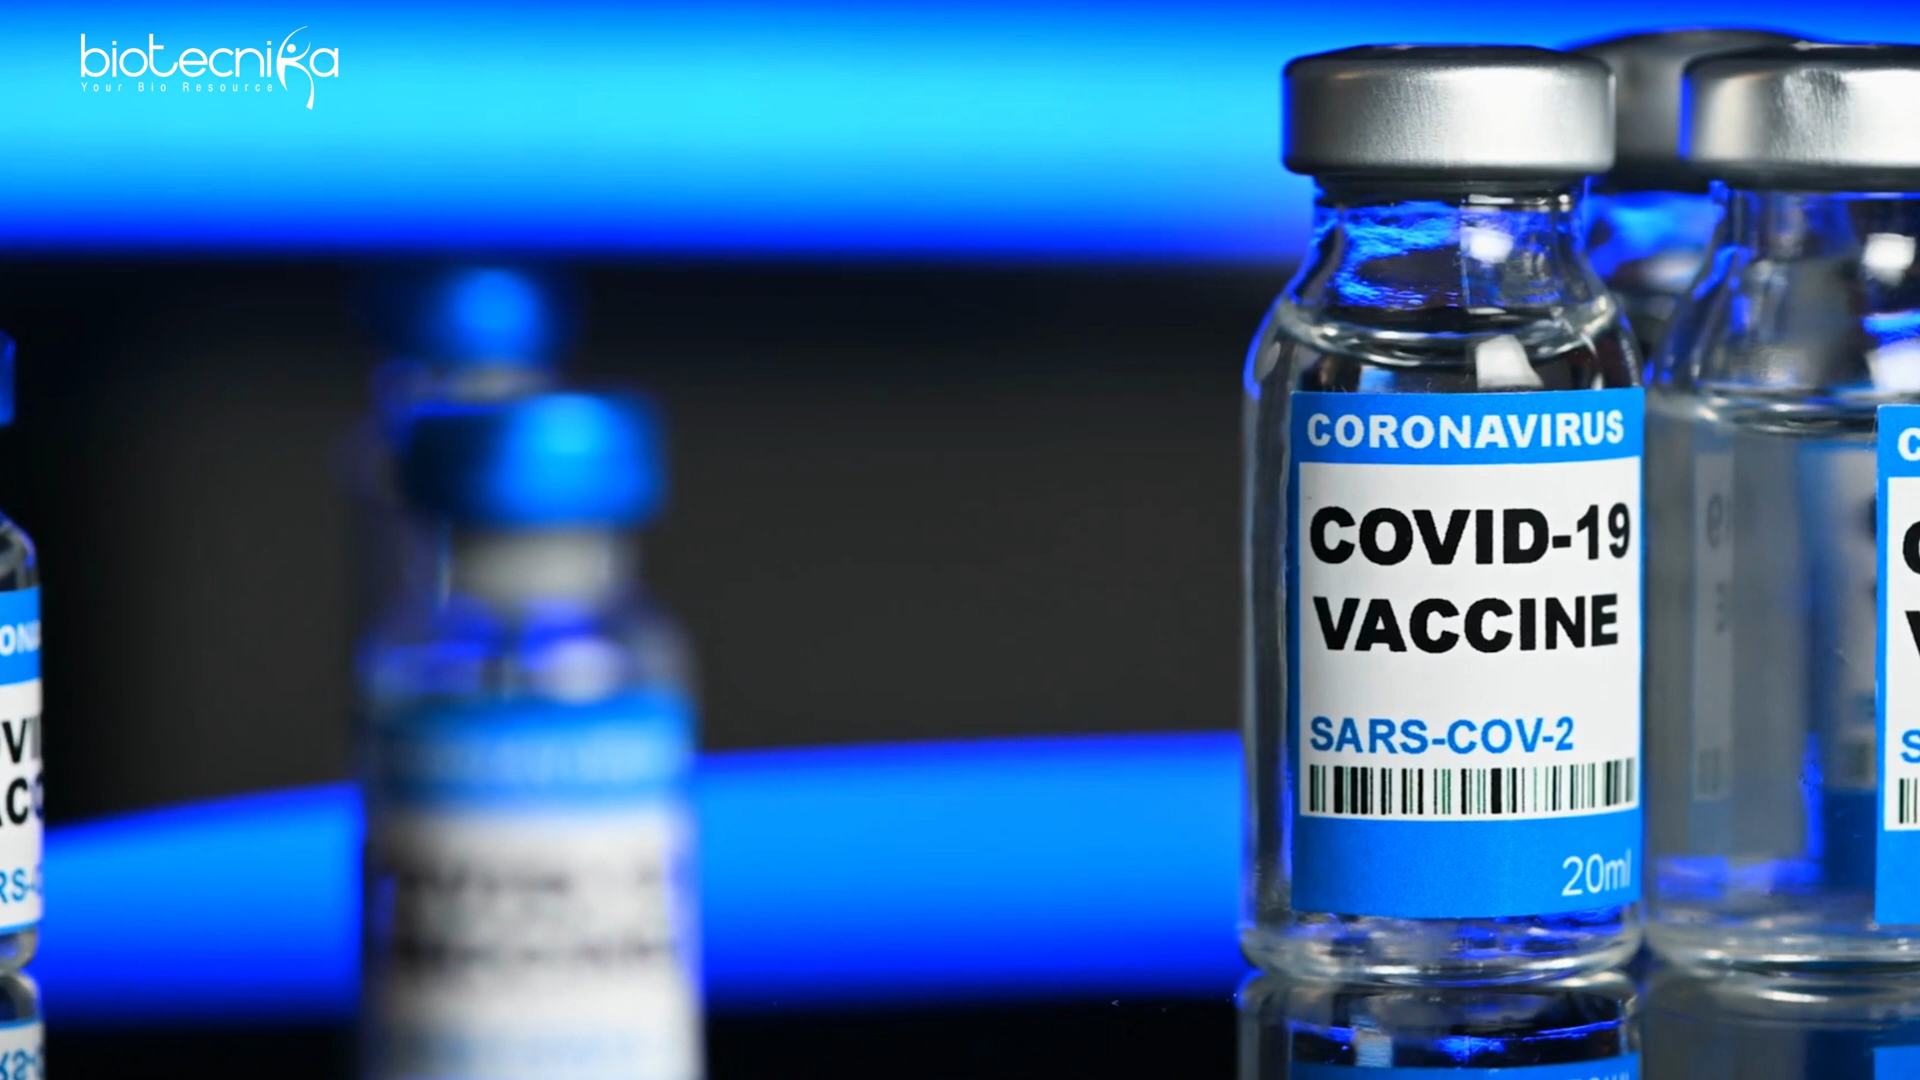 biotecnika
Your Bio Resource
CORONAVIRUS
COVID-19
VACCINE
SARS-COV-2
20ml